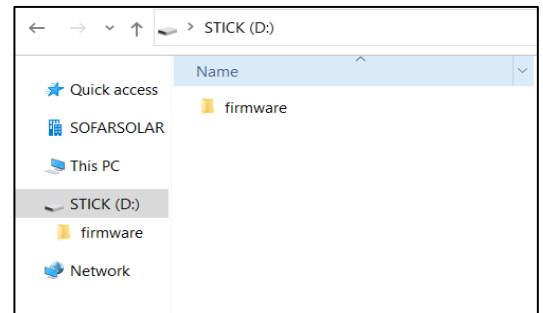 STICK (D:)
Name
Quick access
firmware
SOFARSOLAR
This PC
STICK (D:)
firmware
Network